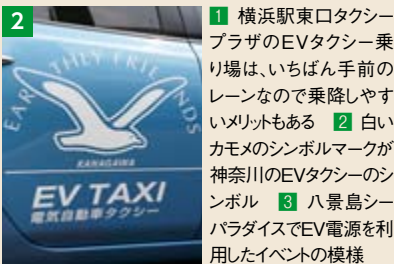 2
EARTHLY FRIENDS
KANAGAWA
EV TAXI
電気自動車タクシー
1 横浜駅東口タクシー
プラザのEVタクシー乗
り場は、いちばん手前の
レーンなので乗降しやす
いメリットもある 2 白い
カモメのシンボルマークが
神奈川のEVタクシーのシ
ンボル 3 八景島シー
パラダイスでEV電源を利
用したイベントの模様